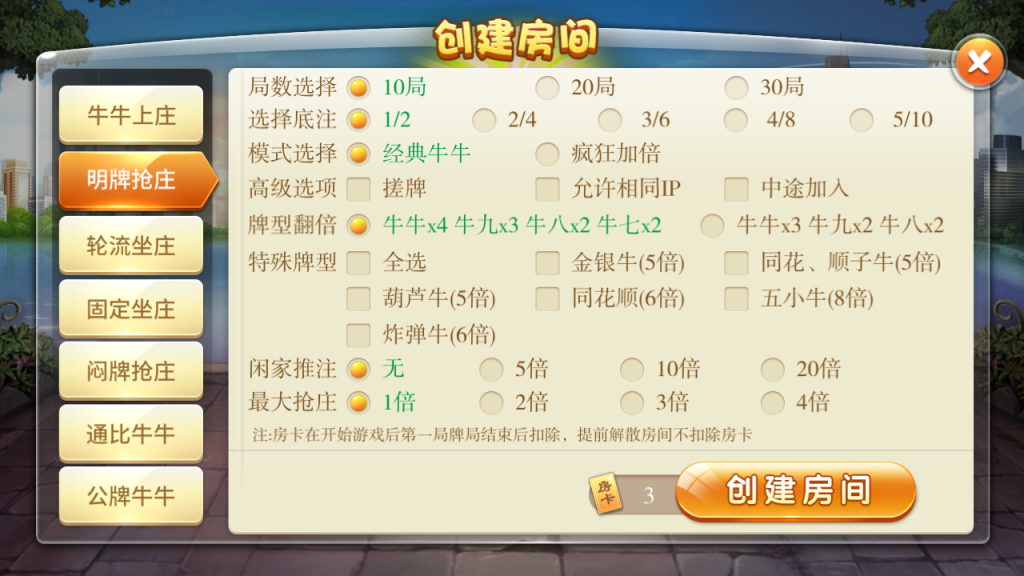 创建房间
牛牛上庄
明牌抢庄
轮流坐庄
固定坐庄
闷牌抢庄
通比牛牛
公牌牛牛
局数选择 10局 20局 30局
选择底注 1/2 2/4 3/6 4/8 5/10
模式选择 经典牛牛 疯狂加倍
高级选项 搓牌 允许相同IP 中途加入
牌型翻倍 牛牛x4 牛九x3 牛八x2 牛七x2 牛牛x3 牛九x2 牛八x2
特殊牌型 全选 金银牛(5倍) 同花、顺子牛(5倍)
葫芦牛(5倍) 同花顺(6倍) 五小牛(8倍)
炸弹牛(6倍)
闲家推注 无 5倍 10倍 20倍
最大抢庄 1倍 2倍 3倍 4倍
注:房卡在开始游戏后第一局牌局结束后扣除，提前解散房间不扣除房卡
房卡 3 创建房间